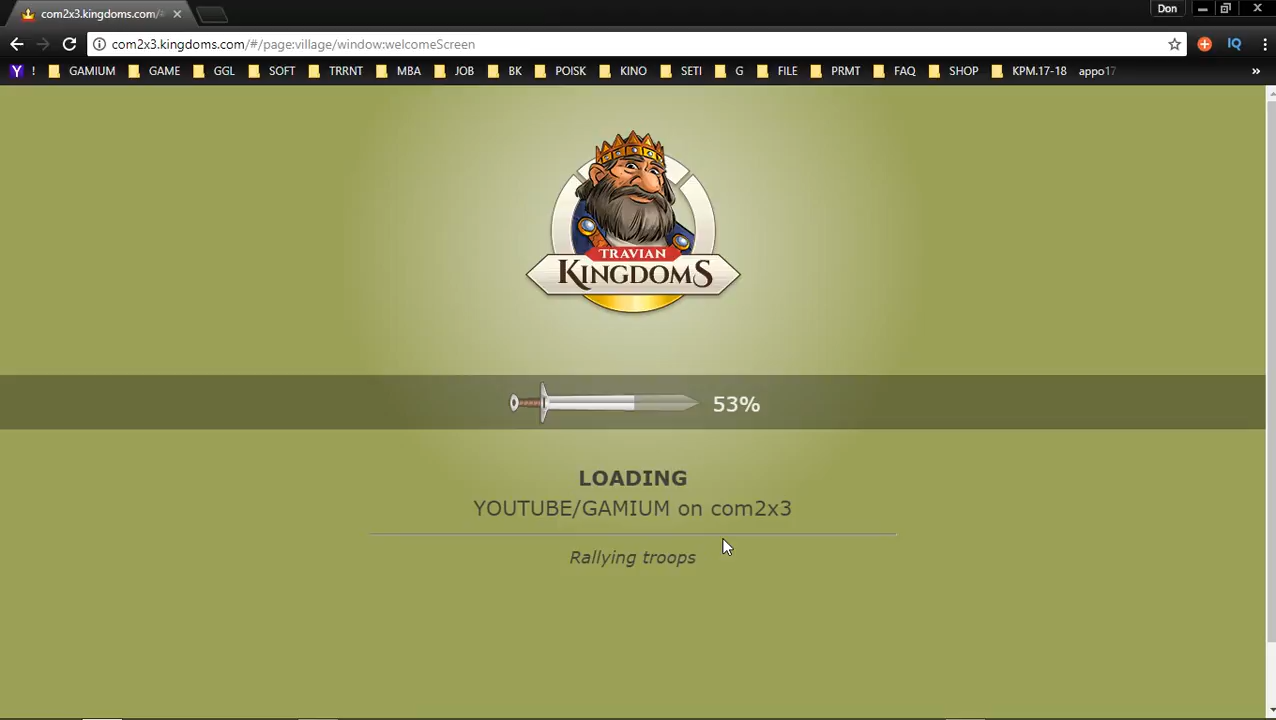 com2x3.kingdoms.com/#
Don
com2x3.kingdoms.com/#/page:village/window:welcomeScreen
IQ
Y ! GAMIUM GAME GGL SOFT TRRNT MBA JOB BK POISK KINO SETI G FILE PRMT FAQ SHOP KPM.17-18 appo17 »
TRAVIAN
KINGDOMS
53%
LOADING
YOUTUBE/GAMIUM on com2x3
Rallying troops